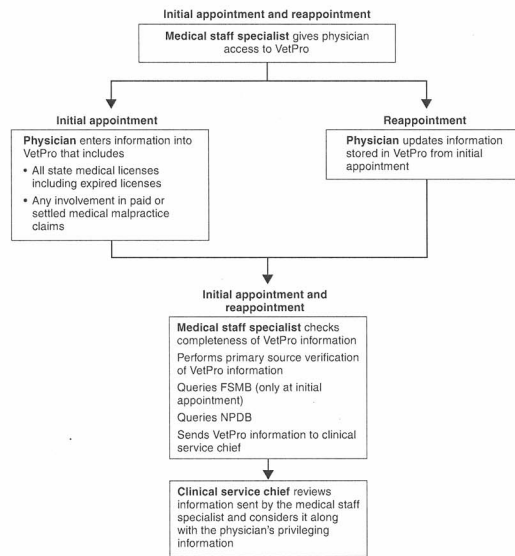 Initial appointment and reappointment
Medical staff specialist gives physician
access to VetPro
Initial appointment
Physician enters information into
VetPro that includes
• All state medical licenses
including expired licenses
• Any involvement in paid or
settled medical malpractice
claims
Reappointment
Physician updates information
stored in VetPro from initial
appointment
Initial appointment and
reappointment
Medical staff specialist checks
completeness of VetPro information
Performs primary source verification
of VetPro information
Queries FSMB (only at initial
appointment)
Queries NPDB
Sends VetPro information to clinical
service chief
Clinical service chief reviews
information sent by the medical staff
specialist and considers it along
with the physician's privileging
information